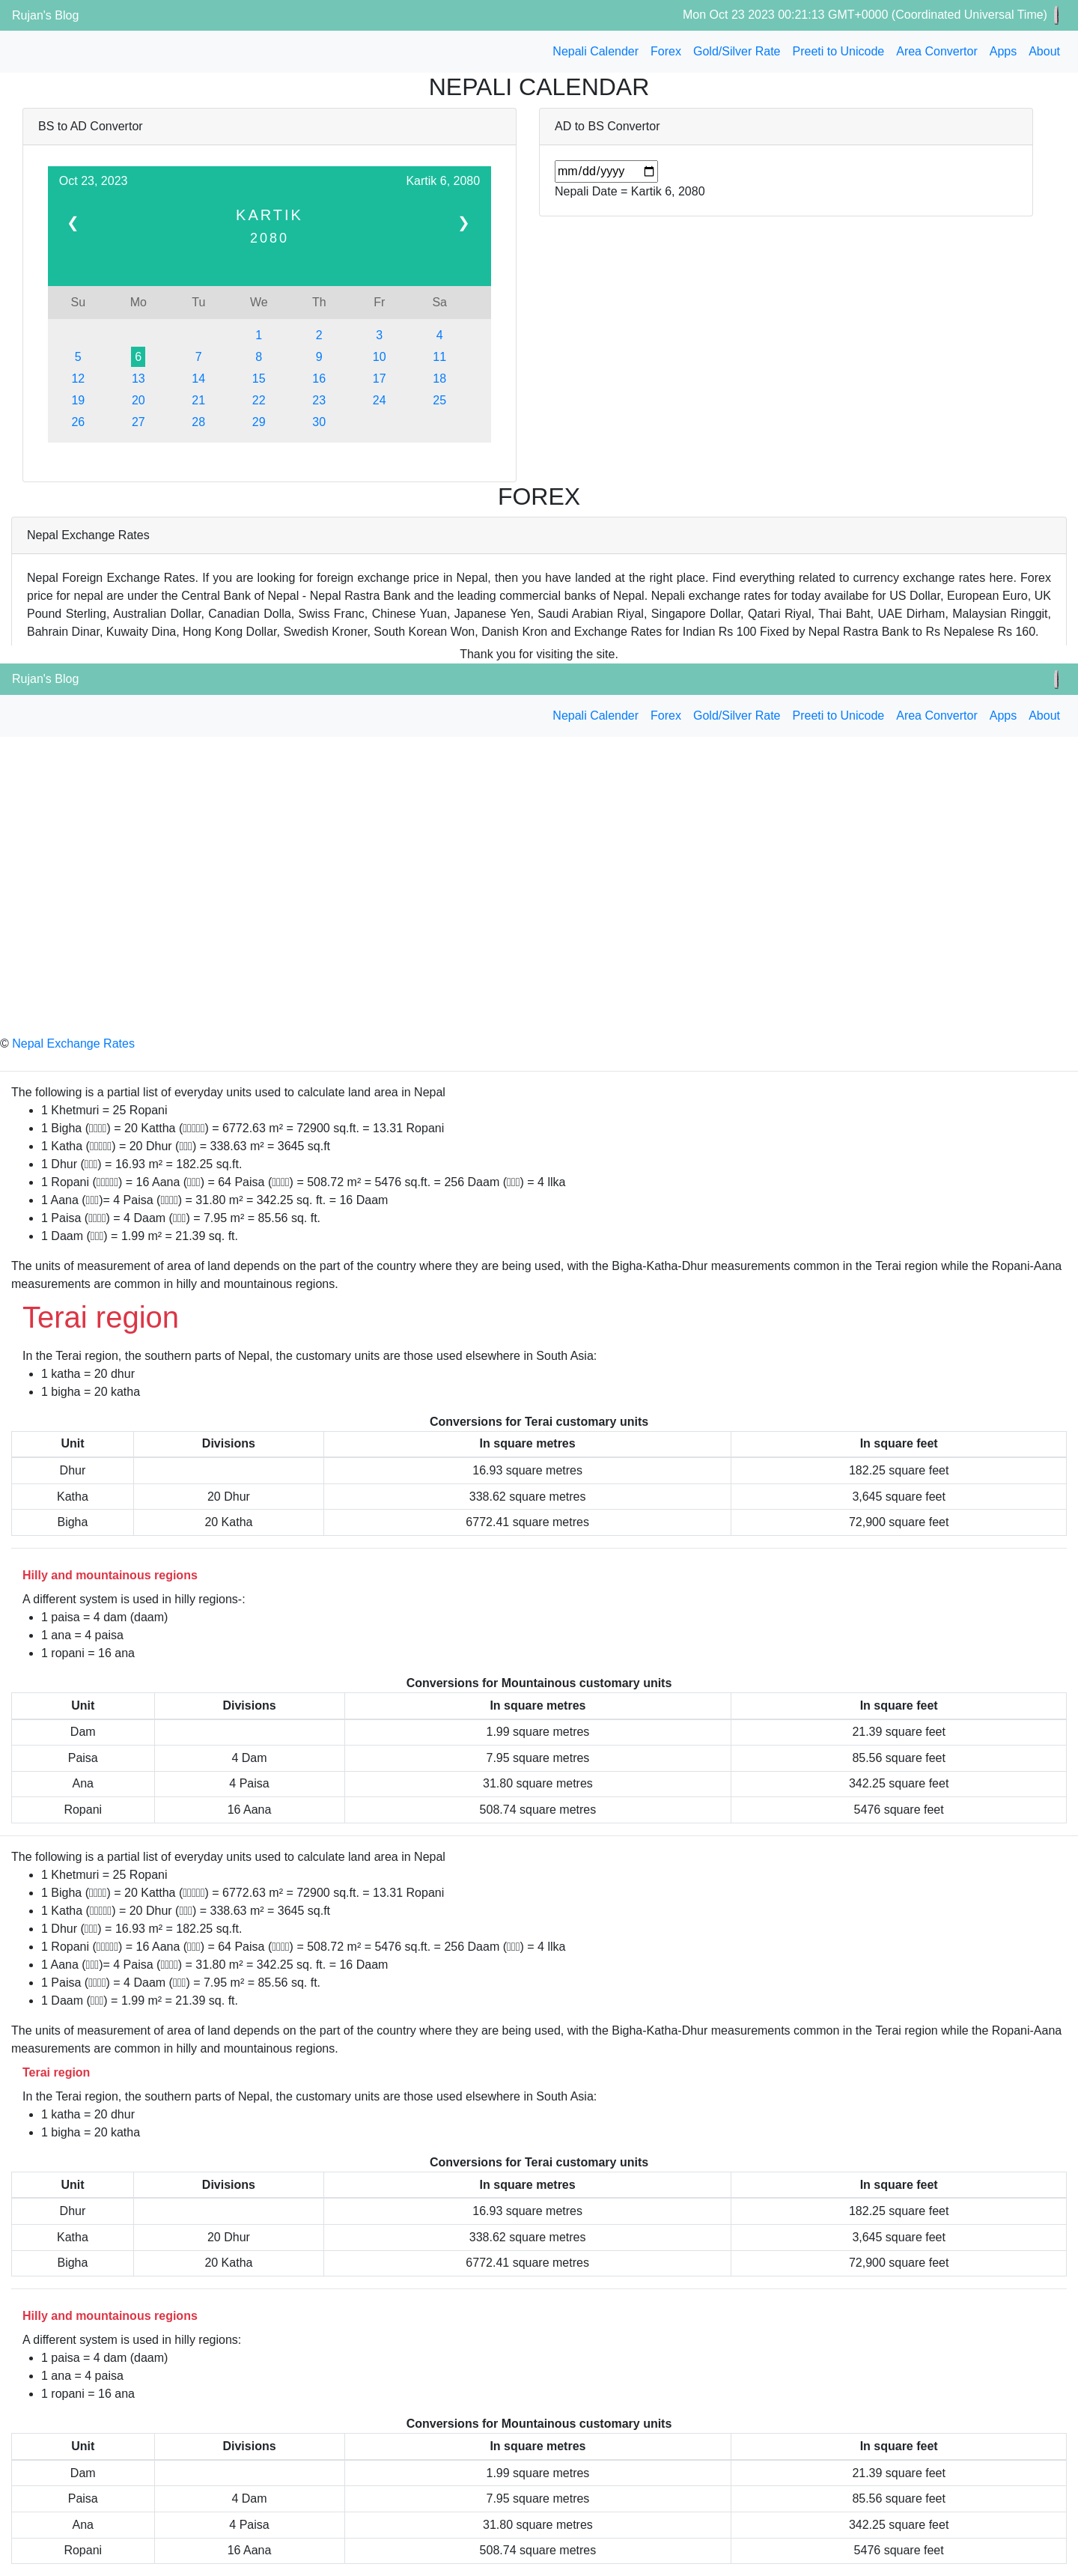 Rujan's Blog
Mon Oct 23 2023 00:21:13 GMT+0000 (Coordinated Universal Time)
Nepali Calender Forex Gold/Silver Rate Preeti to Unicode Area Convertor Apps About
NEPALI CALENDAR
BS to AD Convertor
Oct 23, 2023 Kartik 6, 2080
❮ KARTIK ❯
2080
Su Mo Tu We Th Fr Sa
1 2 3 4
5 6 7 8 9 10 11
12 13 14 15 16 17 18
19 20 21 22 23 24 25
26 27 28 29 30
AD to BS Convertor
mm/dd/yyyy
Nepali Date = Kartik 6, 2080
FOREX
Nepal Exchange Rates
Nepal Foreign Exchange Rates. If you are looking for foreign exchange price in Nepal, then you have landed at the right place. Find everything related to currency exchange rates here. Forex
price for nepal are under the Central Bank of Nepal - Nepal Rastra Bank and the leading commercial banks of Nepal. Nepali exchange rates for today availabe for US Dollar, European Euro, UK
Pound Sterling, Australian Dollar, Canadian Dolla, Swiss Franc, Chinese Yuan, Japanese Yen, Saudi Arabian Riyal, Singapore Dollar, Qatari Riyal, Thai Baht, UAE Dirham, Malaysian Ringgit,
Bahrain Dinar, Kuwaity Dina, Hong Kong Dollar, Swedish Kroner, South Korean Won, Danish Kron and Exchange Rates for Indian Rs 100 Fixed by Nepal Rastra Bank to Rs Nepalese Rs 160.
Thank you for visiting the site.
Rujan's Blog
Nepali Calender Forex Gold/Silver Rate Preeti to Unicode Area Convertor Apps About
© Nepal Exchange Rates
The following is a partial list of everyday units used to calculate land area in Nepal
• 1 Khetmuri = 25 Ropani
• 1 Bigha () = 20 Kattha () = 6772.63 m² = 72900 sq.ft. = 13.31 Ropani
• 1 Katha () = 20 Dhur () = 338.63 m² = 3645 sq.ft
• 1 Dhur () = 16.93 m² = 182.25 sq.ft.
• 1 Ropani () = 16 Aana () = 64 Paisa () = 508.72 m² = 5476 sq.ft. = 256 Daam () = 4 llka
• 1 Aana ()= 4 Paisa () = 31.80 m² = 342.25 sq. ft. = 16 Daam
• 1 Paisa () = 4 Daam () = 7.95 m² = 85.56 sq. ft.
• 1 Daam () = 1.99 m² = 21.39 sq. ft.
The units of measurement of area of land depends on the part of the country where they are being used, with the Bigha-Katha-Dhur measurements common in the Terai region while the Ropani-Aana
measurements are common in hilly and mountainous regions.
Terai region
In the Terai region, the southern parts of Nepal, the customary units are those used elsewhere in South Asia:
• 1 katha = 20 dhur
• 1 bigha = 20 katha
Conversions for Terai customary units
Unit Divisions In square metres In square feet
Dhur 16.93 square metres 182.25 square feet
Katha 20 Dhur 338.62 square metres 3,645 square feet
Bigha 20 Katha 6772.41 square metres 72,900 square feet
Hilly and mountainous regions
A different system is used in hilly regions-:
• 1 paisa = 4 dam (daam)
• 1 ana = 4 paisa
• 1 ropani = 16 ana
Conversions for Mountainous customary units
Unit Divisions In square metres In square feet
Dam 1.99 square metres 21.39 square feet
Paisa 4 Dam 7.95 square metres 85.56 square feet
Ana 4 Paisa 31.80 square metres 342.25 square feet
Ropani 16 Aana 508.74 square metres 5476 square feet
The following is a partial list of everyday units used to calculate land area in Nepal
• 1 Khetmuri = 25 Ropani
• 1 Bigha () = 20 Kattha () = 6772.63 m² = 72900 sq.ft. = 13.31 Ropani
• 1 Katha () = 20 Dhur () = 338.63 m² = 3645 sq.ft
• 1 Dhur () = 16.93 m² = 182.25 sq.ft.
• 1 Ropani () = 16 Aana () = 64 Paisa () = 508.72 m² = 5476 sq.ft. = 256 Daam () = 4 llka
• 1 Aana ()= 4 Paisa () = 31.80 m² = 342.25 sq. ft. = 16 Daam
• 1 Paisa () = 4 Daam () = 7.95 m² = 85.56 sq. ft.
• 1 Daam () = 1.99 m² = 21.39 sq. ft.
The units of measurement of area of land depends on the part of the country where they are being used, with the Bigha-Katha-Dhur measurements common in the Terai region while the Ropani-Aana
measurements are common in hilly and mountainous regions.
Terai region
In the Terai region, the southern parts of Nepal, the customary units are those used elsewhere in South Asia:
• 1 katha = 20 dhur
• 1 bigha = 20 katha
Conversions for Terai customary units
Unit Divisions In square metres In square feet
Dhur 16.93 square metres 182.25 square feet
Katha 20 Dhur 338.62 square metres 3,645 square feet
Bigha 20 Katha 6772.41 square metres 72,900 square feet
Hilly and mountainous regions
A different system is used in hilly regions:
• 1 paisa = 4 dam (daam)
• 1 ana = 4 paisa
• 1 ropani = 16 ana
Conversions for Mountainous customary units
Unit Divisions In square metres In square feet
Dam 1.99 square metres 21.39 square feet
Paisa 4 Dam 7.95 square metres 85.56 square feet
Ana 4 Paisa 31.80 square metres 342.25 square feet
Ropani 16 Aana 508.74 square metres 5476 square feet